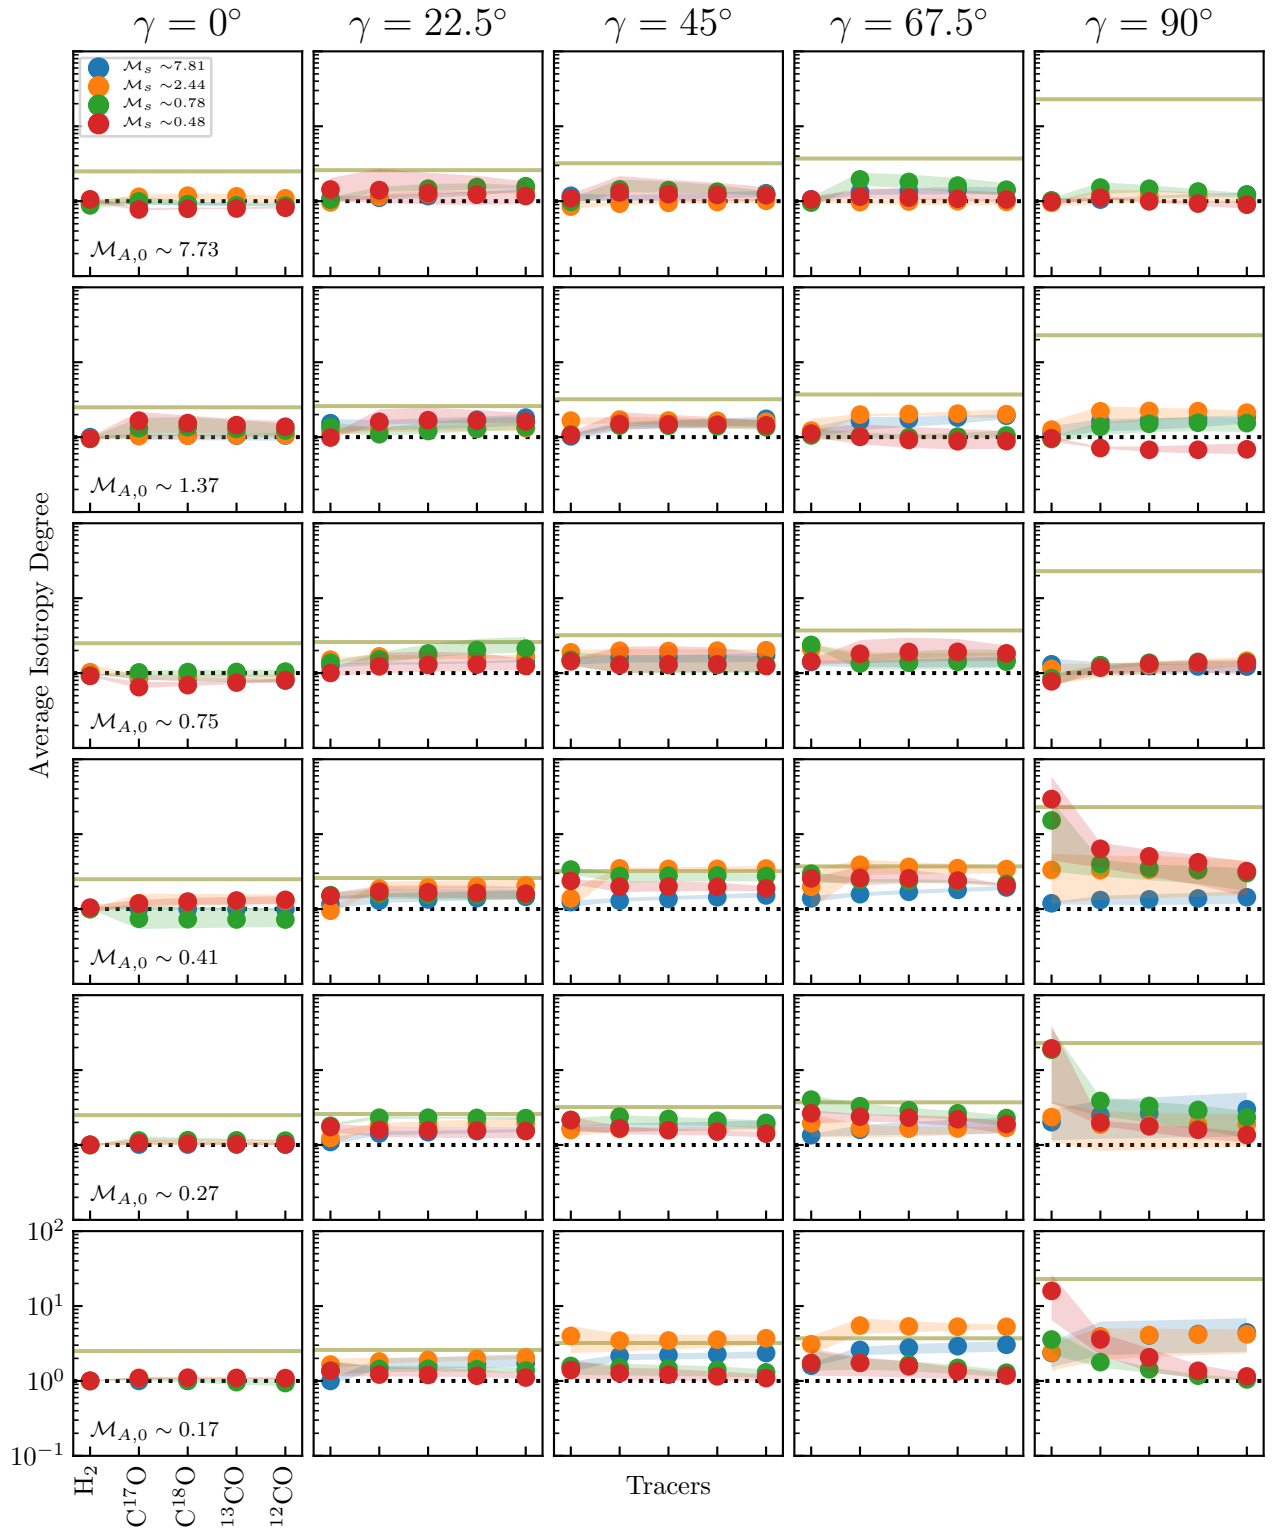 γ = 0°
γ = 22.5°
γ = 45°
γ = 67.5°
γ = 90°
ℳs ~7.81
ℳs ~2.44
ℳs ~0.78
ℳs ~0.48
ℳA,0 ~ 7.73
ℳA,0 ~ 1.37
Average Isotropy Degree
ℳA,0 ~ 0.75
ℳA,0 ~ 0.41
ℳA,0 ~ 0.27
10²
10¹
10⁰
ℳA,0 ~ 0.17
10⁻¹
H₂
C¹⁷O
C¹⁸O
¹³CO
¹²CO
Tracers